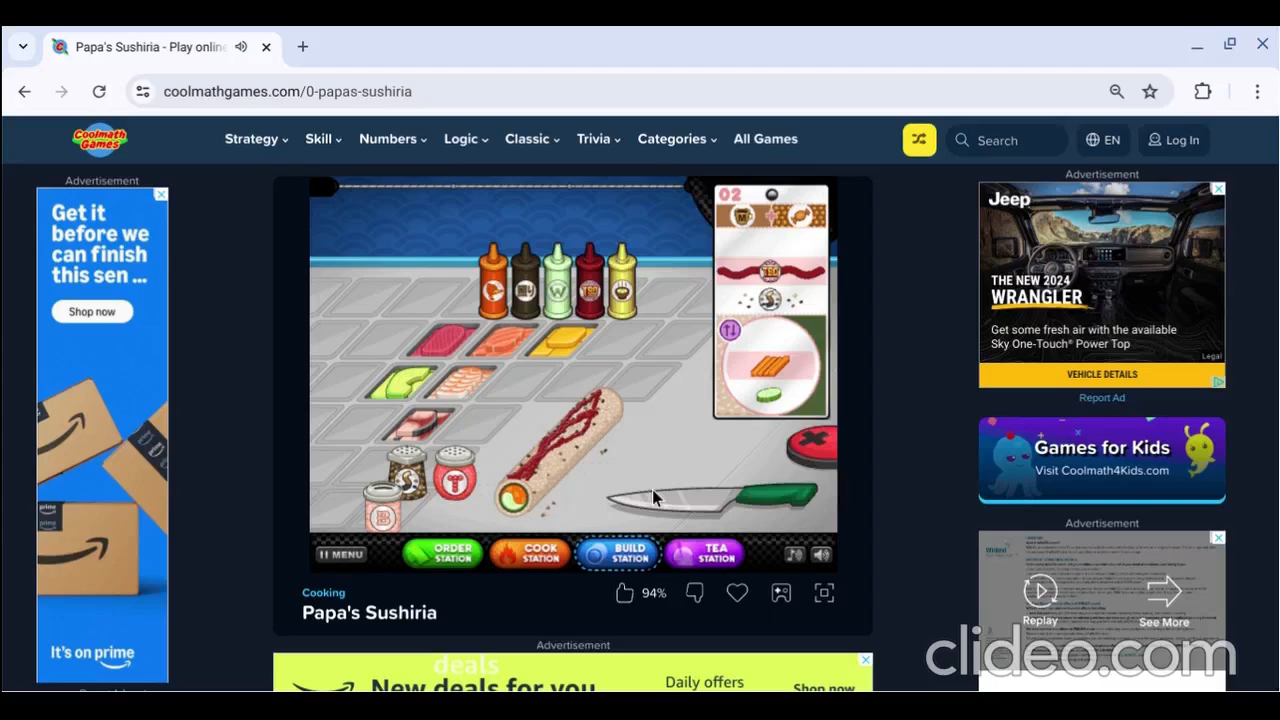 Papa's Sushiria - Play onlin
coolmathgames.com/0-papas-sushiria
Coolmath
Games
Strategy
Skill
Numbers
Logic
Classic
Trivia
Categories
All Games
Search
EN
Log In
Advertisement
Get it
before we
can finish
this sen ...
Shop now
prime
It's on prime
02
TSO
W
T
B
MENU
ORDER
STATION
COOK
STATION
BUILD
STATION
TEA
STATION
Cooking
94%
Papa's Sushiria
Advertisement
deals
New deals for you
Daily offers
Shop now
Advertisement
Jeep
THE NEW 2024
WRANGLER
Get some fresh air with the available
Sky One-Touch® Power Top
Legal
VEHICLE DETAILS
Report Ad
Games for Kids
Visit Coolmath4Kids.com
Advertisement
Replay
See More
clideo.com